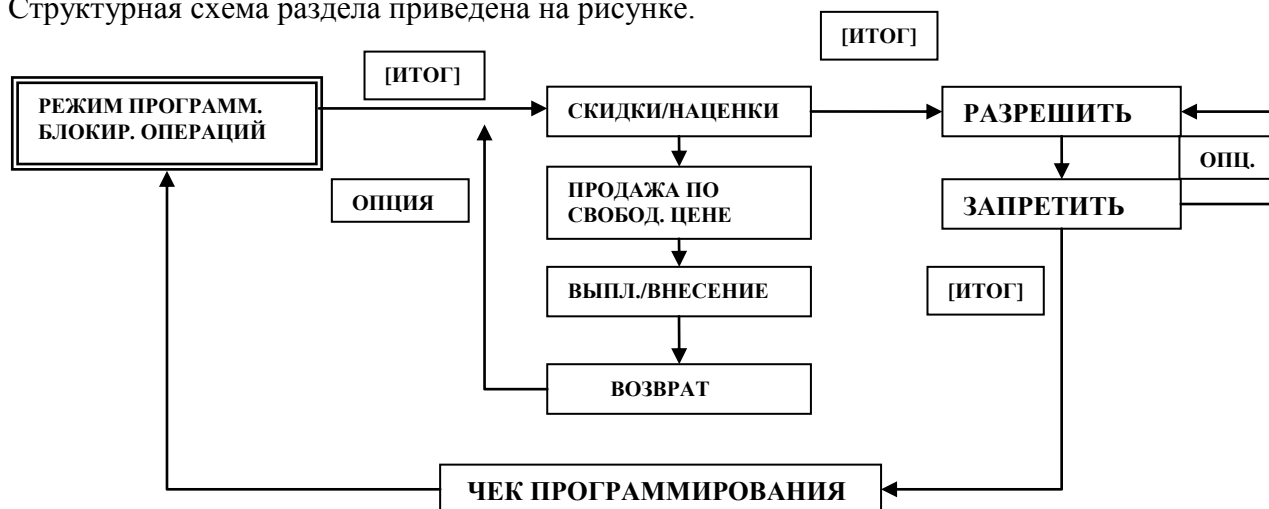 Структурная схема раздела приведена на рисунке.
[ИТОГ]
[ИТОГ]
РЕЖИМ ПРОГРАММ.
БЛОКИР. ОПЕРАЦИЙ
СКИДКИ/НАЦЕНКИ
РАЗРЕШИТЬ
ОПЦ.
ОПЦИЯ
ПРОДАЖА ПО
СВОБОД. ЦЕНЕ
ЗАПРЕТИТЬ
ВЫПЛ./ВНЕСЕНИЕ
[ИТОГ]
ВОЗВРАТ
ЧЕК ПРОГРАММИРОВАНИЯ